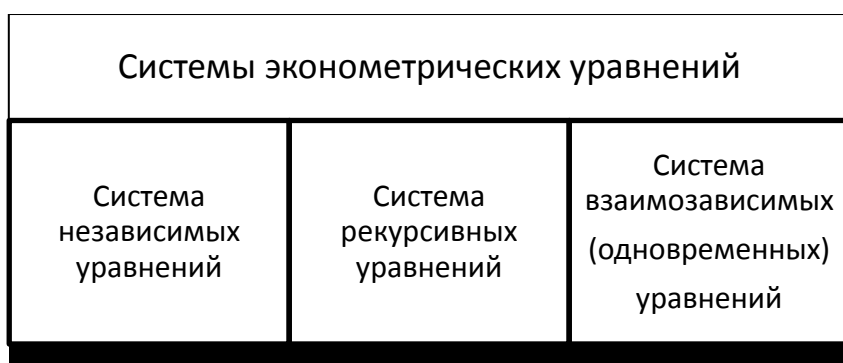 Системы эконометрических уравнений
Система
независимых
уравнений
Система
рекурсивных
уравнений
Система
взаимозависимых
(одновременных)
уравнений